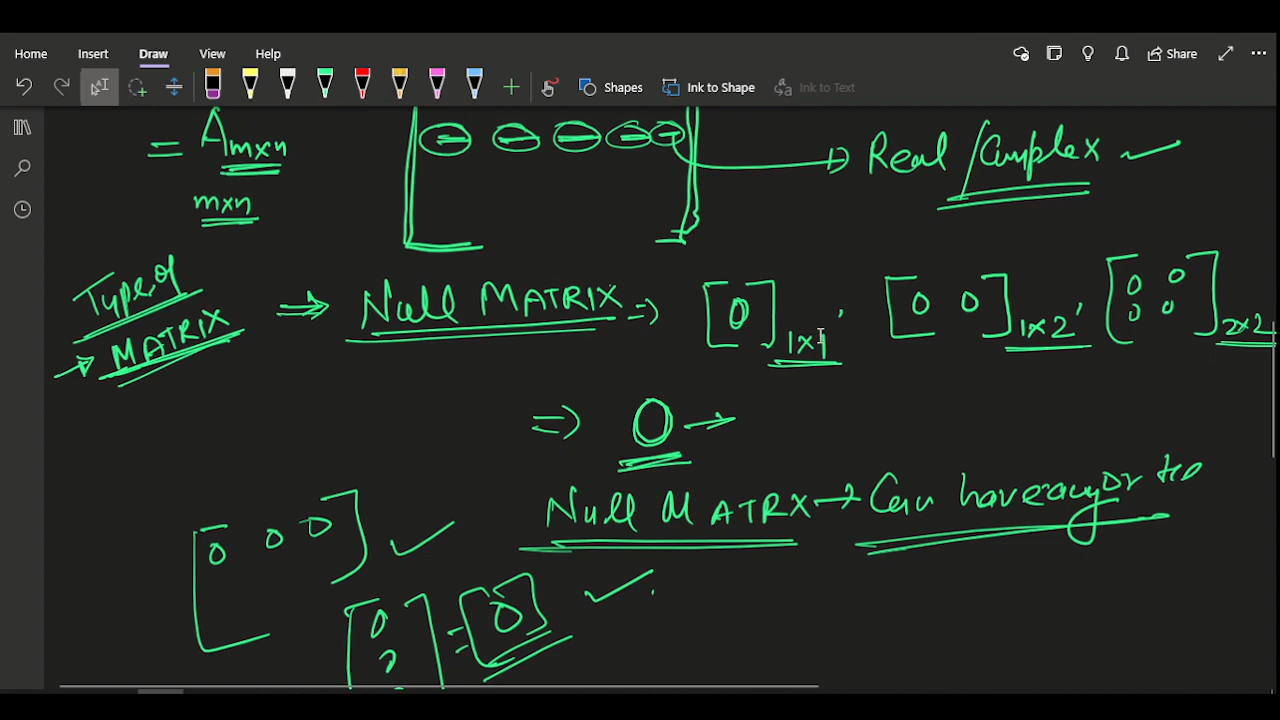 Home Insert Draw View Help Share
Shapes Ink to Shape Ink to Text
= Amxn
mxn
Real / Complex
Type of
MATRIX
⇒ Null MATRIX ⇒ [0] 1x1 , [0 0] 1x2 , [0 0
0 0] 2x2
⇒ 0 →
Null MATRX → Can have any
[0 0 0]
[0
= [0]